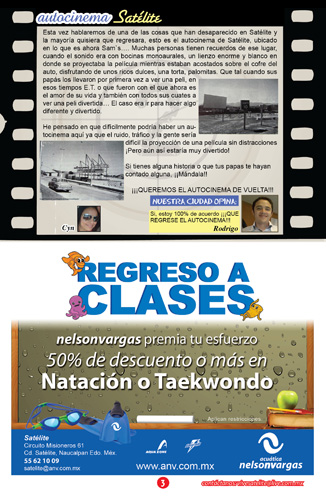 autocinema Satélite
Esta vez hablaremos de una de las cosas que han desaparecido en Satélite y
la mayoría quisiera que regresara, esto es el autocinema de Satélite, ubicado
en lo que es ahora Sam´s.... Muchas personas tienen recuerdos de ese lugar,
cuando el sonido era con bocinas monoaurales, un lienzo enorme y blanco en
donde se proyectaba la película mientras estaban acostados sobre el cofre del
auto, disfrutando de unos ricos dulces, una torta, palomitas. Que tal cuando sus
papás los llevaron por primera vez a ver una peli, en
esos tiempos E.T. o que fueron con el que ahora es
el amor de su vida y también con todos sus cuates a
ver una peli divertida... El caso era ir para hacer algo
diferente y divertido.
He pensado en que difícilmente podría haber un au-
tocinema aquí ya que el ruido, tráfico y la gente sería
difícil la proyección de una película sin distracciones
¡Pero aún así estaría muy divertido!
Si tienes alguna historia o que tus papas te hayan
contado alguna, ¡¡Mándala!!
¡¡¡QUEREMOS EL AUTOCINEMA DE VUELTA!!!
NUESTRA CIUDAD OPINA:
Si, estoy 100% de acuerdo ¡¡¡QUE
REGRESE EL AUTOCINEMA!!!
Cyn
Rodrigo
REGRESO A
CLASES
nelsonvargas premia tu esfuerzo
50% de descuento o más en
Natación o Taekwondo
Aplican restricciones
Satélite
Circuito Misioneros 61
Cd. Satélite, Naucalpan Edo. Méx.
55 62 10 09
satelite@anv.com.mx
www.anv.com.mx
acuática
nelsonvargas
3